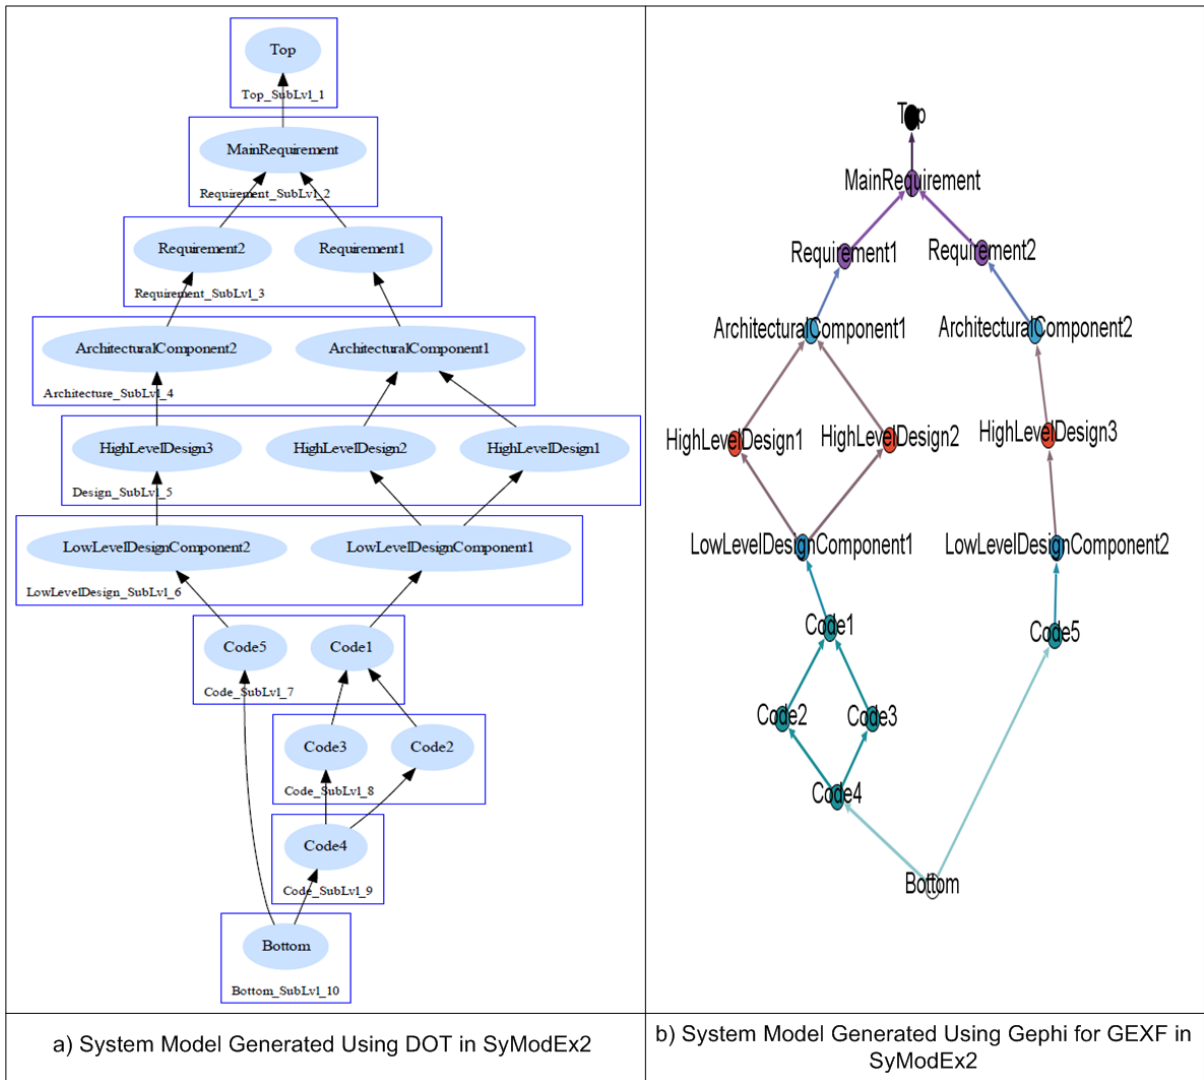 Top
Top_SubLvl_1
MainRequirement
Requirement_SubLvl_2
Requirement2
Requirement1
Requirement_SubLvl_3
ArchitecturalComponent2
ArchitecturalComponent1
Architecture_SubLvl_4
HighLevelDesign3
HighLevelDesign2
HighLevelDesign1
Design_SubLvl_5
LowLevelDesignComponent2
LowLevelDesignComponent1
LowLevelDesign_SubLvl_6
Code5
Code1
Code_SubLvl_7
Code3
Code2
Code_SubLvl_8
Code4
Code_SubLvl_9
Bottom
Bottom_SubLvl_10
a) System Model Generated Using DOT in SyModEx2
Top
MainRequirement
Requirement1
Requirement2
ArchitecturalComponent1
ArchitecturalComponent2
HighLevelDesign1
HighLevelDesign2
HighLevelDesign3
LowLevelDesignComponent1
LowLevelDesignComponent2
Code1
Code5
Code2
Code3
Code4
Bottom
b) System Model Generated Using Gephi for GEXF in
SyModEx2